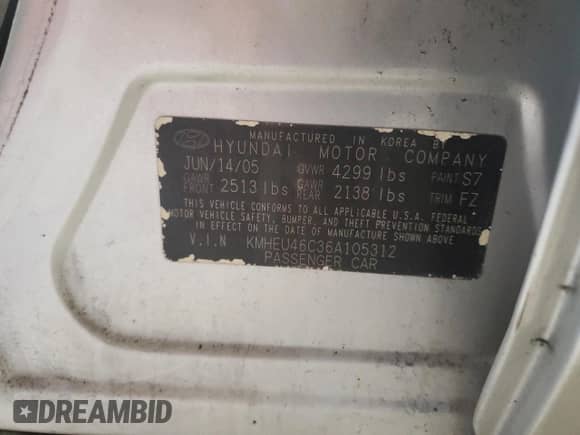 MANUFACTURED IN KOREA BY
HYUNDAI MOTOR COMPANY
JUN/14/05 GVWR 4299 lbs PAINT S7
GAWR FRONT 2513 lbs GAWR REAR 2138 lbs TRIM FZ
THIS VEHICLE CONFORMS TO ALL APPLICABLE U.S.A. FEDERAL
MOTOR VEHICLE SAFETY, BUMPER, AND THEFT PREVENTION STANDARDS
IN EFFECT ON THE DATE OF MANUFACTURE SHOWN ABOVE.
V.I.N KMHEU46C36A105312
PASSENGER CAR
DREAMBID